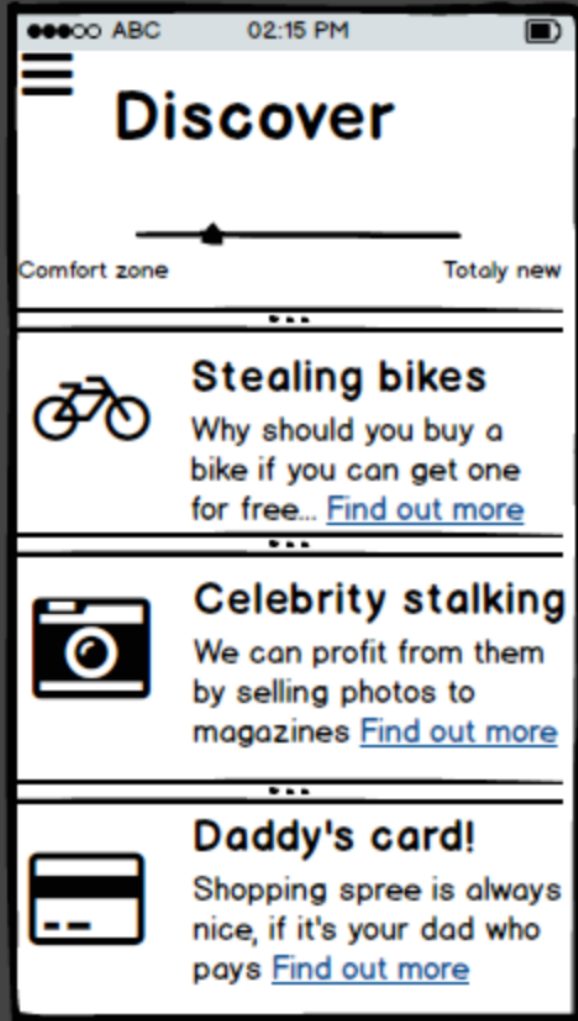 ABC 02:15 PM
Discover
Comfort zone Totaly new
Stealing bikes
Why should you buy a
bike if you can get one
for free... Find out more
Celebrity stalking
We can profit from them
by selling photos to
magazines Find out more
Daddy's card!
Shopping spree is always
nice, if it's your dad who
pays Find out more